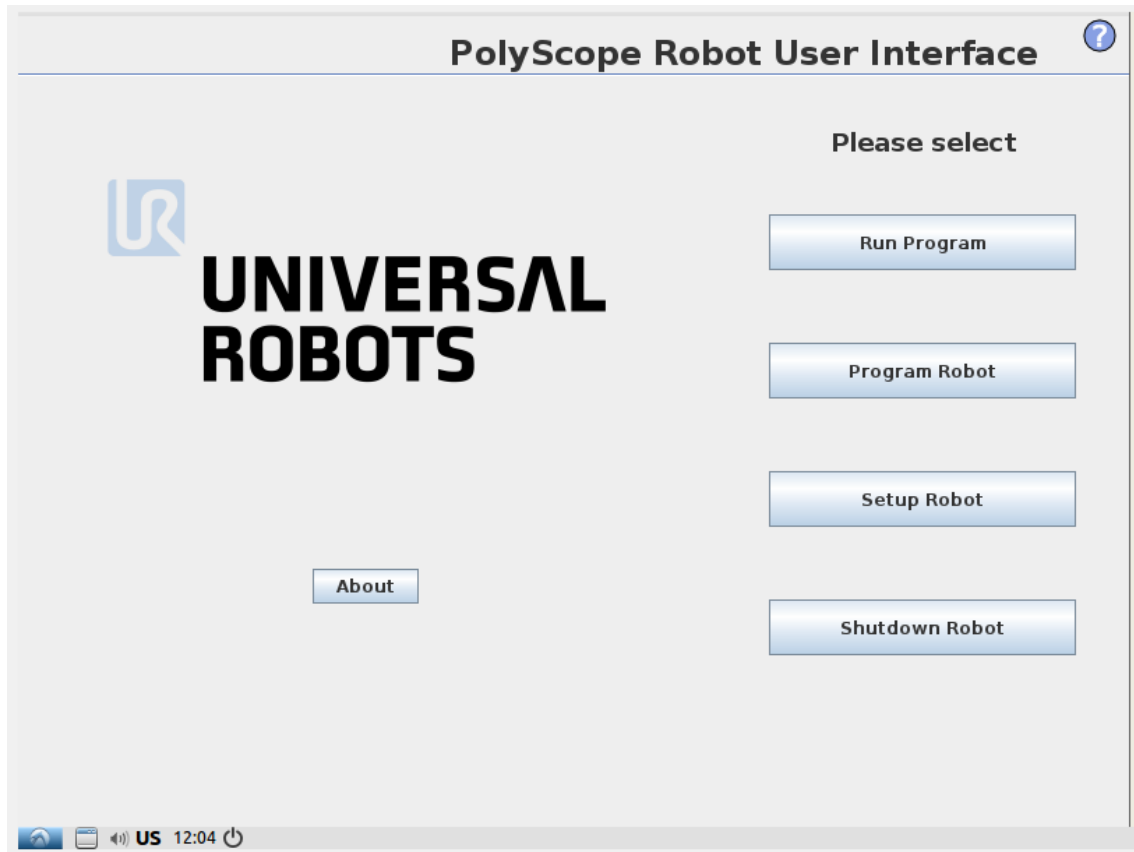 PolyScope Robot User Interface
?
Please select
UR
UNIVERSAL
ROBOTS
Run Program
Program Robot
Setup Robot
About
Shutdown Robot
US 12:04